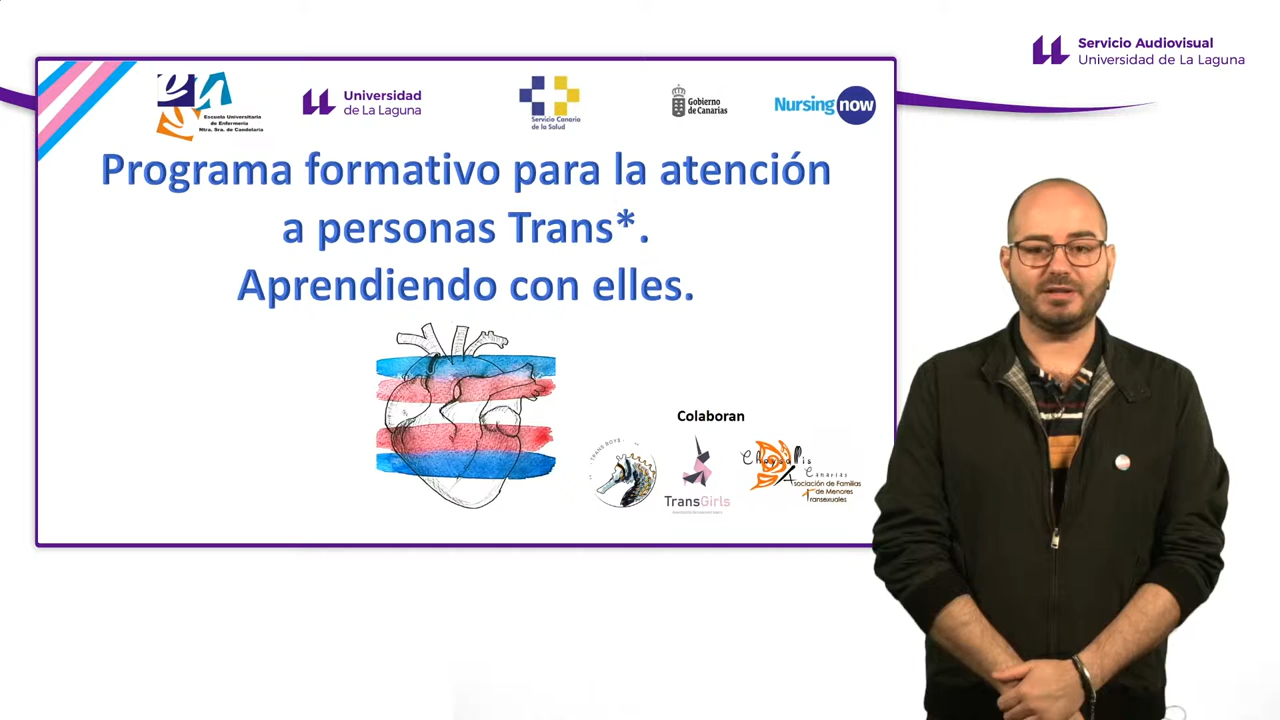 Servicio Audiovisual
Universidad de La Laguna
Escuela Universitaria
de Enfermería
Ntra. Sra. de Candelaria
Universidad
de La Laguna
Servicio Canario
de la Salud
Gobierno
de Canarias
Nursing now
Programa formativo para la atención
a personas Trans*.
Aprendiendo con elles.
Colaboran
TRANS BOYS
TransGirls
Chrysallis
Canarias
Asociación de Familias
de Menores
Transexuales